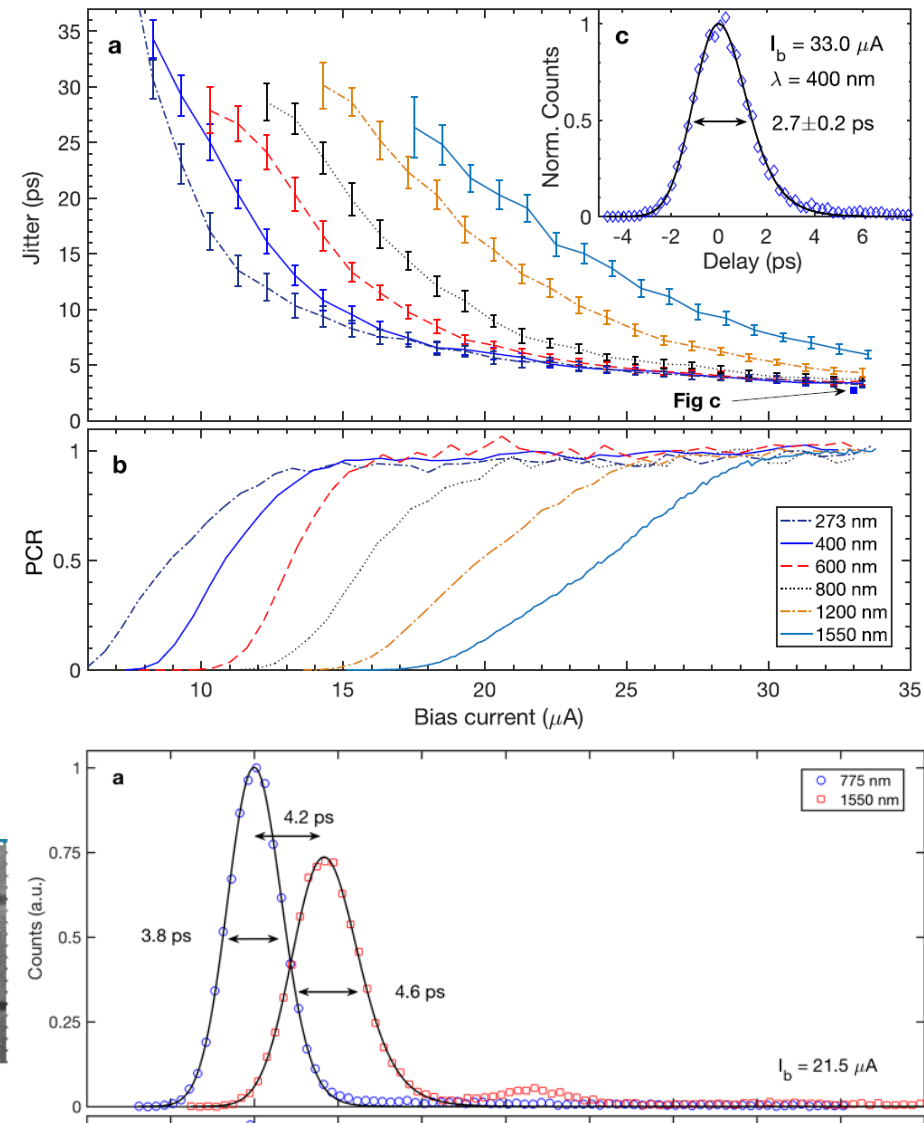 a
35
30
25
20
15
10
5
0
Jitter (ps)
c
1
0.5
0
Norm. Counts
I_b = 33.0 μA
λ = 400 nm
2.7±0.2 ps
-4 -2 0 2 4 6
Delay (ps)
Fig c
b
1
0.5
0
PCR
273 nm
400 nm
600 nm
800 nm
1200 nm
1550 nm
10 15 20 25 30 35
Bias current (μA)
a
1
0.75
0.5
0.25
0
Counts (a.u.)
775 nm
1550 nm
4.2 ps
3.8 ps
4.6 ps
I_b = 21.5 μA